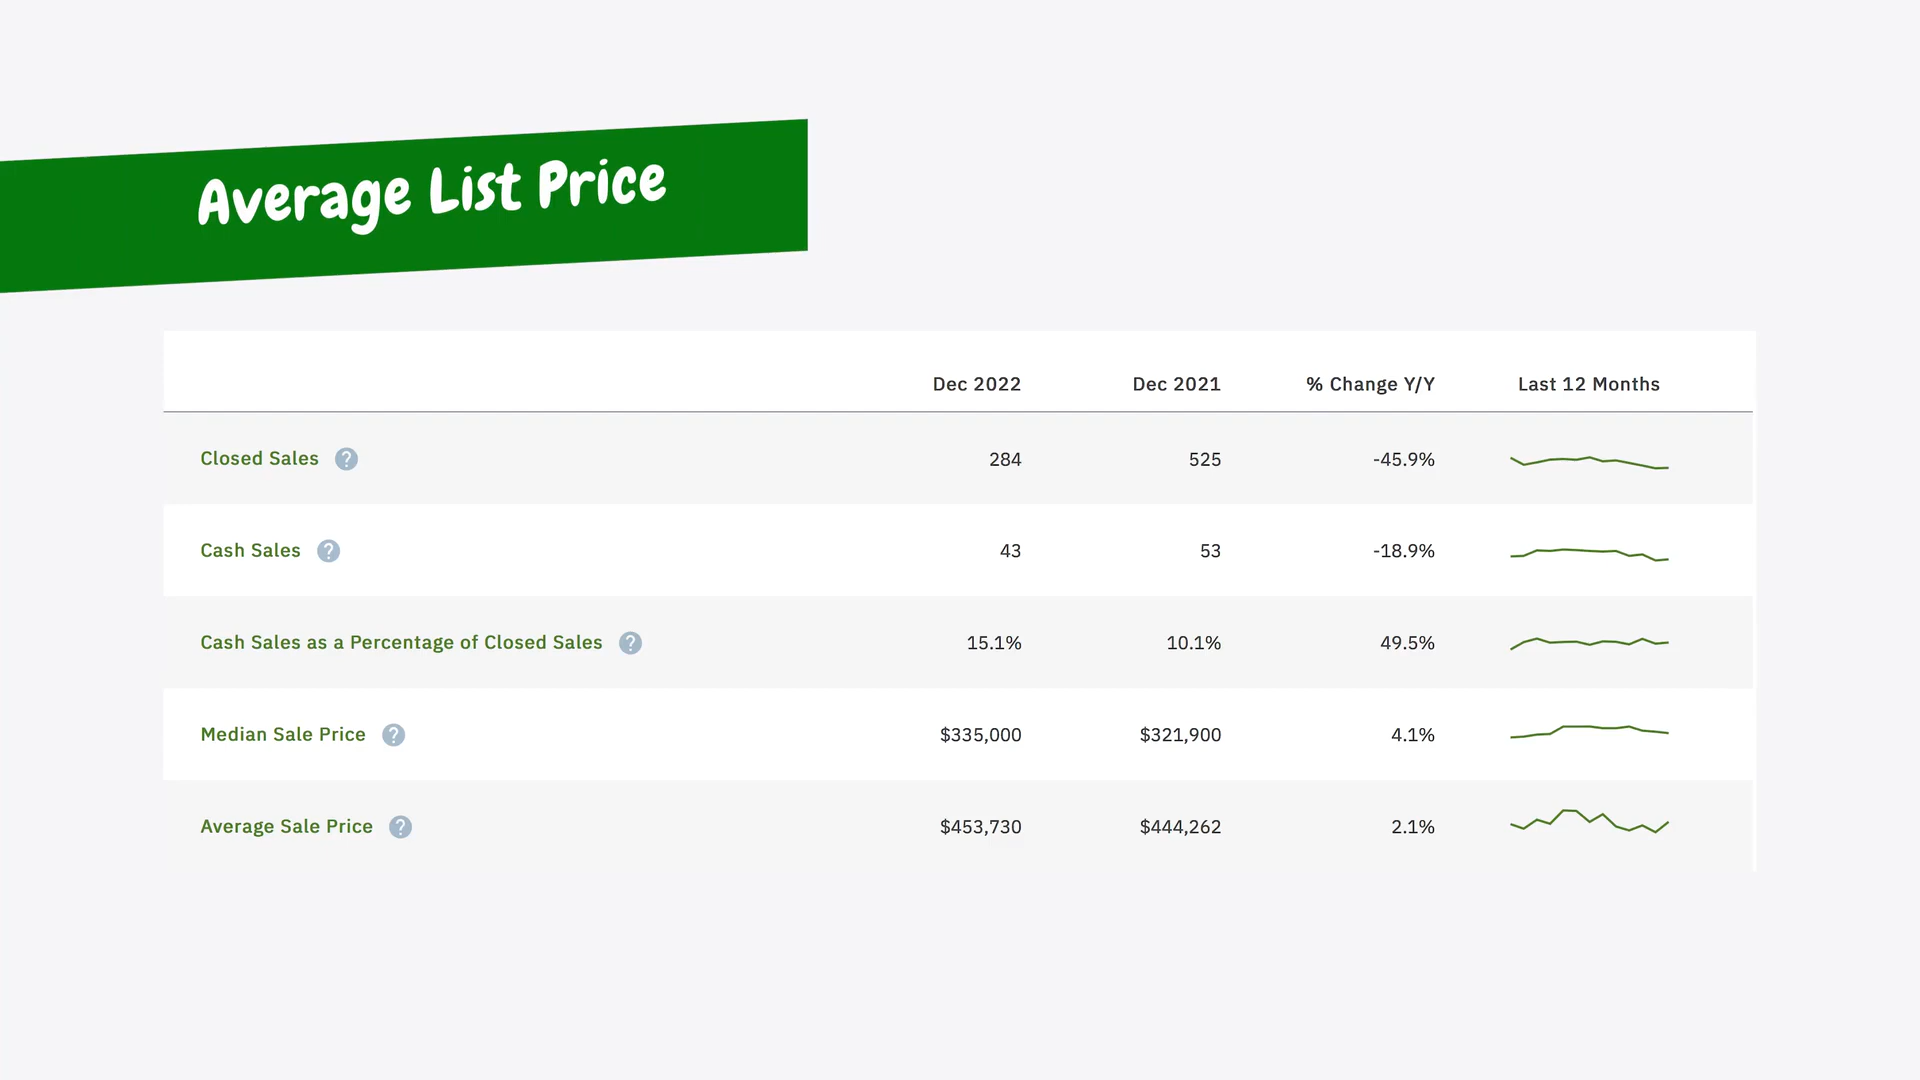 Average List Price
Dec 2022 Dec 2021 % Change Y/Y Last 12 Months
Closed Sales ? 284 525 -45.9%
Cash Sales ? 43 53 -18.9%
Cash Sales as a Percentage of Closed Sales ? 15.1% 10.1% 49.5%
Median Sale Price ? $335,000 $321,900 4.1%
Average Sale Price ? $453,730 $444,262 2.1%